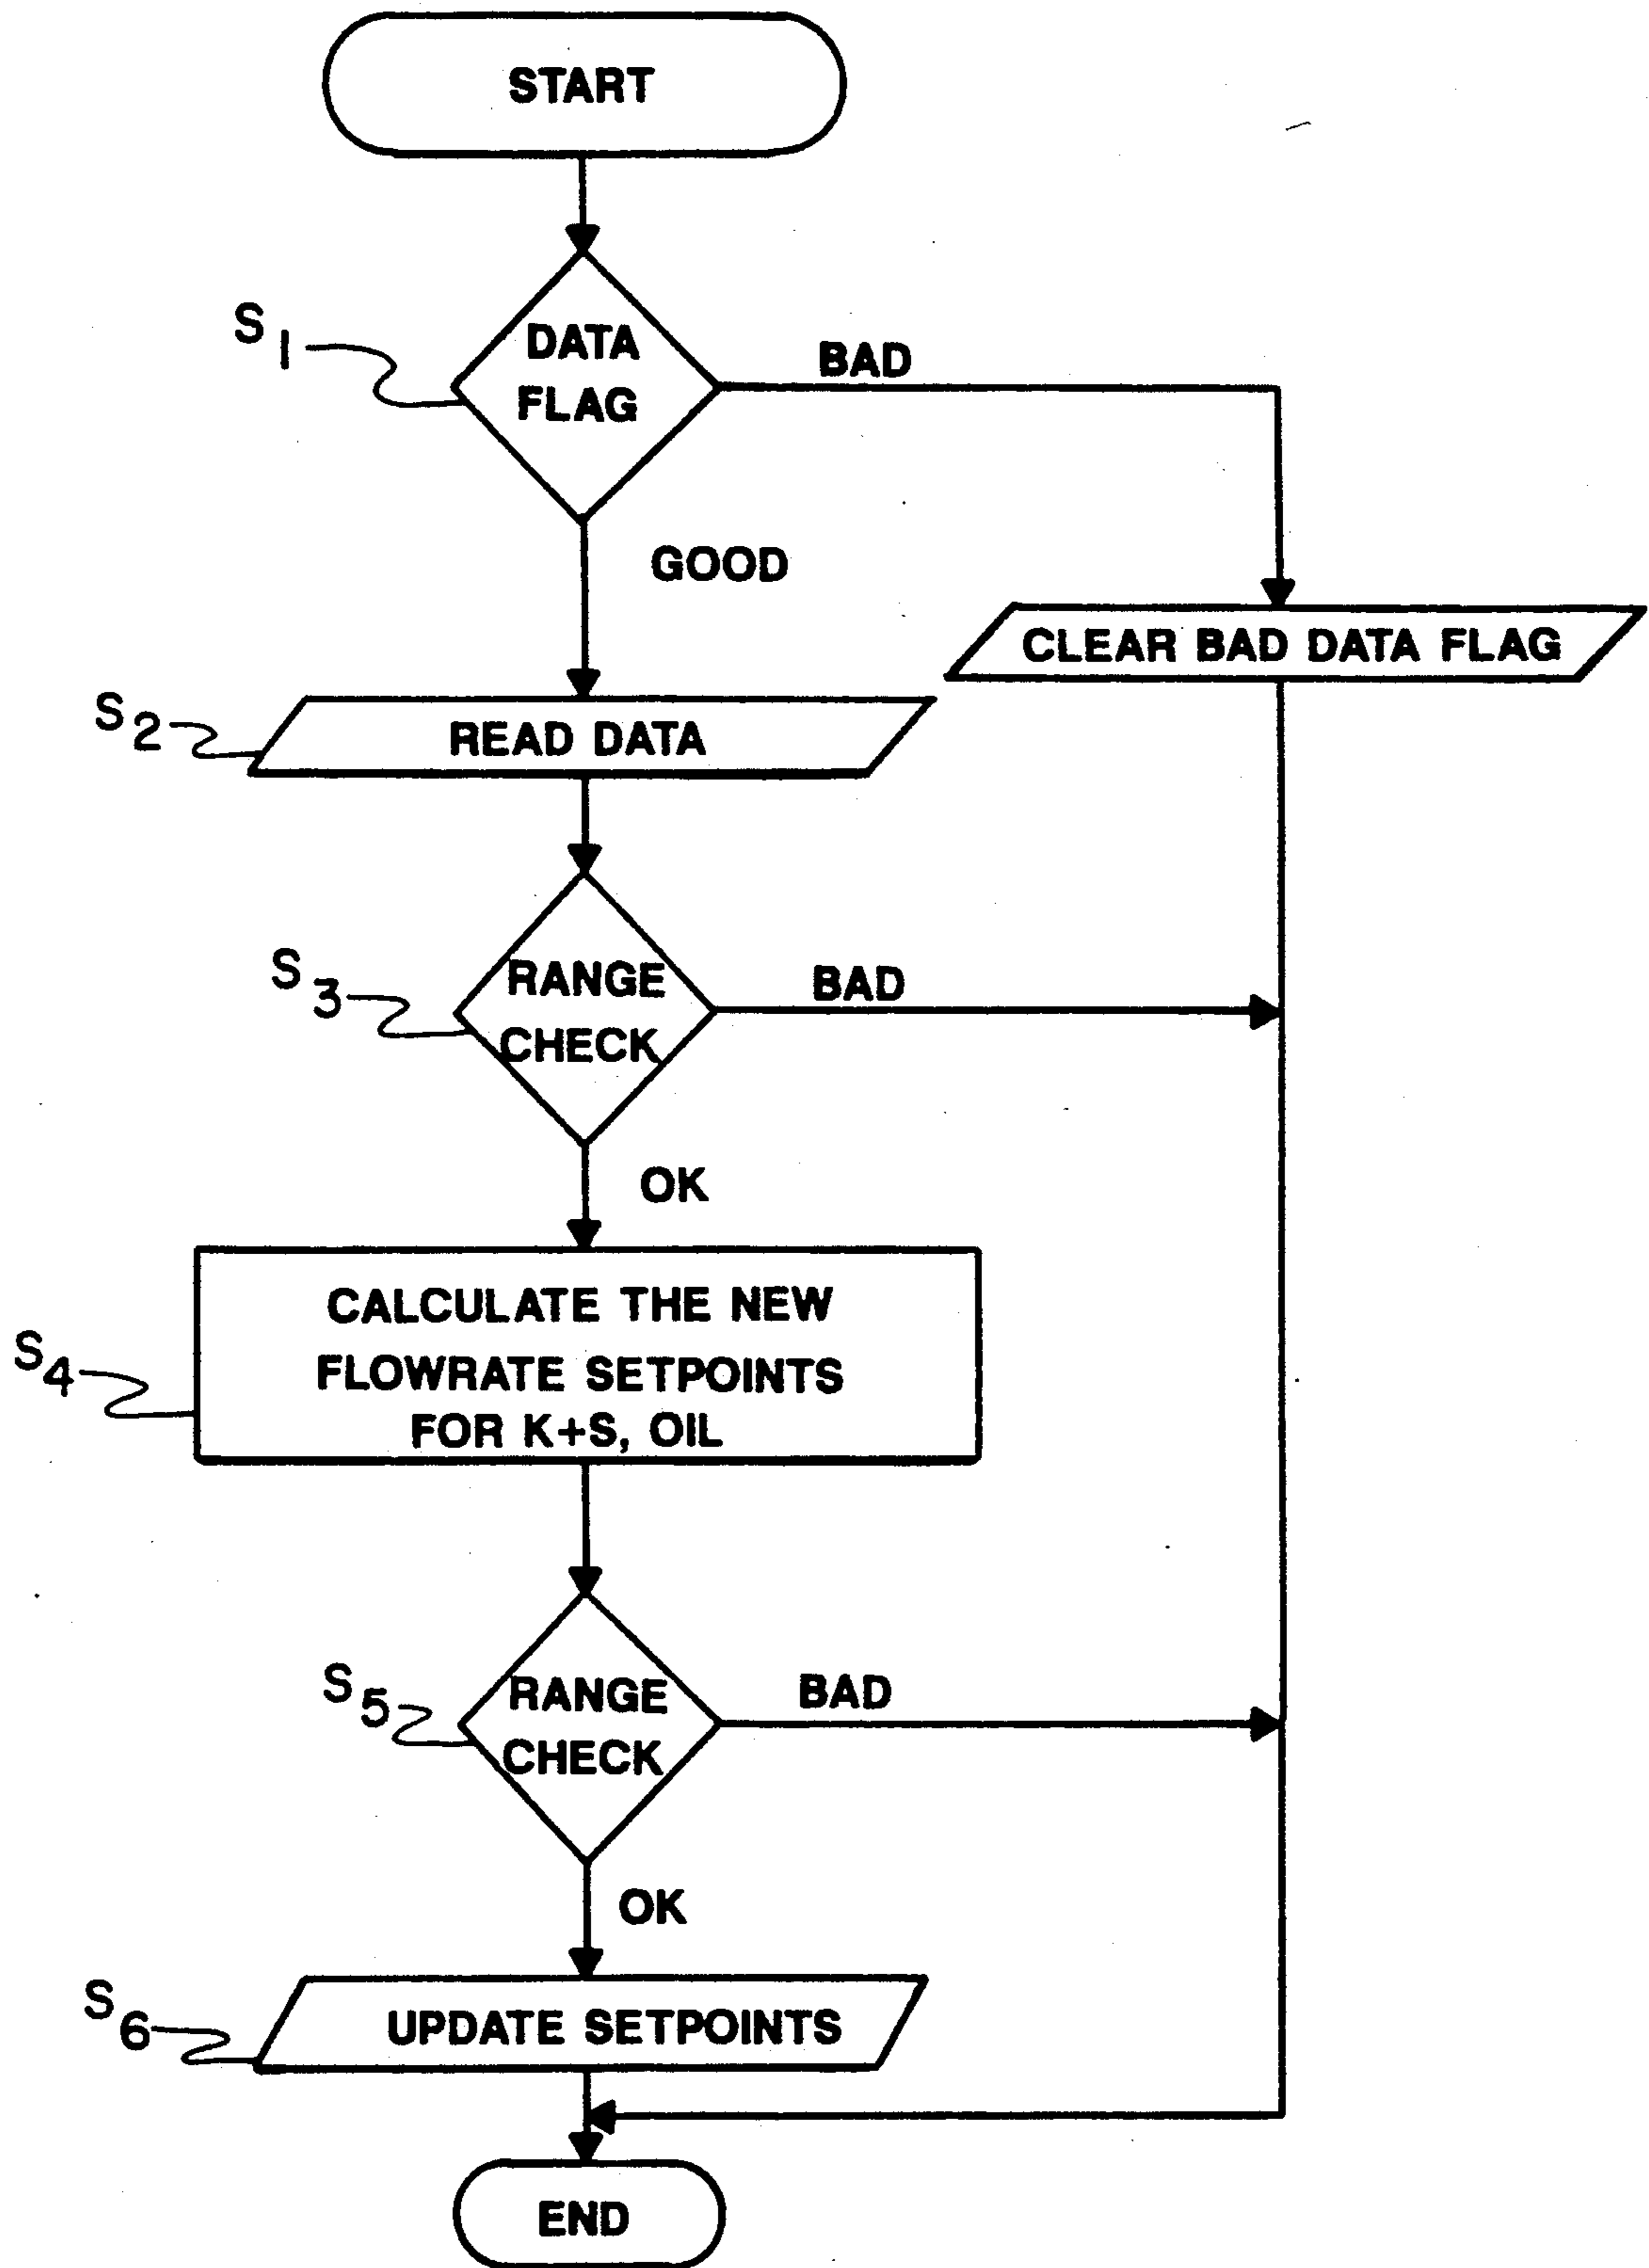 START
S1
DATA
FLAG
BAD
GOOD
CLEAR BAD DATA FLAG
S2
READ DATA
S3
RANGE
CHECK
BAD
OK
S4
CALCULATE THE NEW
FLOWRATE SETPOINTS
FOR K+S, OIL
S5
RANGE
CHECK
BAD
OK
S6
UPDATE SETPOINTS
END